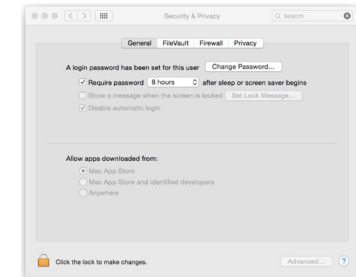 Security & Privacy
Search
General FileVault Firewall Privacy
A login password has been set for this user Change Password...
Require password 8 hours after sleep or screen saver begins
Show a message when the screen is locked Set Lock Message...
Disable automatic login
Allow apps downloaded from:
Mac App Store
Mac App Store and identified developers
Anywhere
Click the lock to make changes.
Advanced... ?